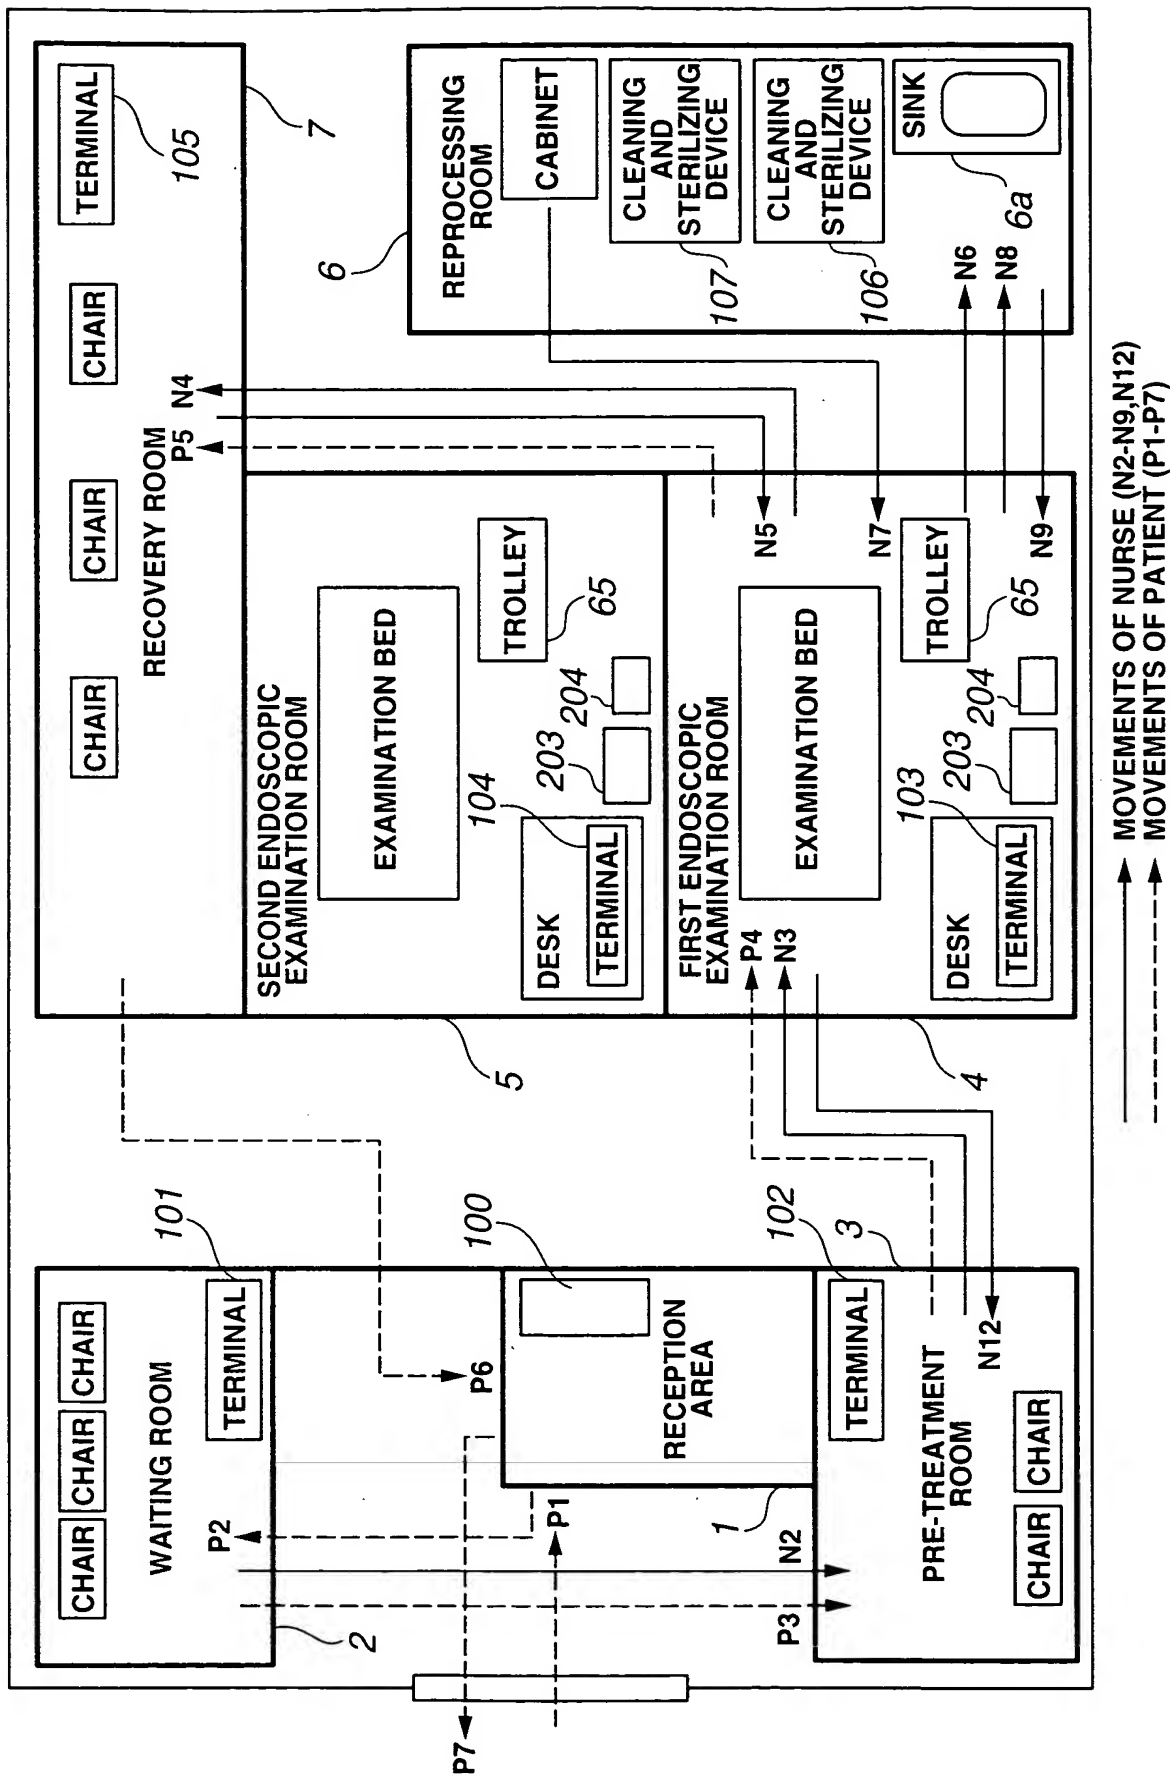 WAITING ROOM
CHAIR
CHAIR
CHAIR
TERMINAL
101
2
P2
P3
N2
P7
P1
P6
RECEPTION
AREA
100
1
PRE-TREATMENT
ROOM
TERMINAL
102
3
CHAIR
CHAIR
N12
RECOVERY ROOM
CHAIR
CHAIR
CHAIR
TERMINAL
105
7
P5
N4
SECOND ENDOSCOPIC
EXAMINATION ROOM
EXAMINATION BED
DESK
TERMINAL
104
203
204
TROLLEY
65
5
FIRST ENDOSCOPIC
EXAMINATION ROOM
P4
N3
EXAMINATION BED
DESK
TERMINAL
103
203
204
TROLLEY
65
4
N5
N7
N9
REPROCESSING
ROOM
6
CABINET
CLEANING
AND
STERILIZING
DEVICE
107
CLEANING
AND
STERILIZING
DEVICE
106
SINK
6a
N6
N8
MOVEMENTS OF NURSE (N2-N9,N12)
MOVEMENTS OF PATIENT (P1-P7)